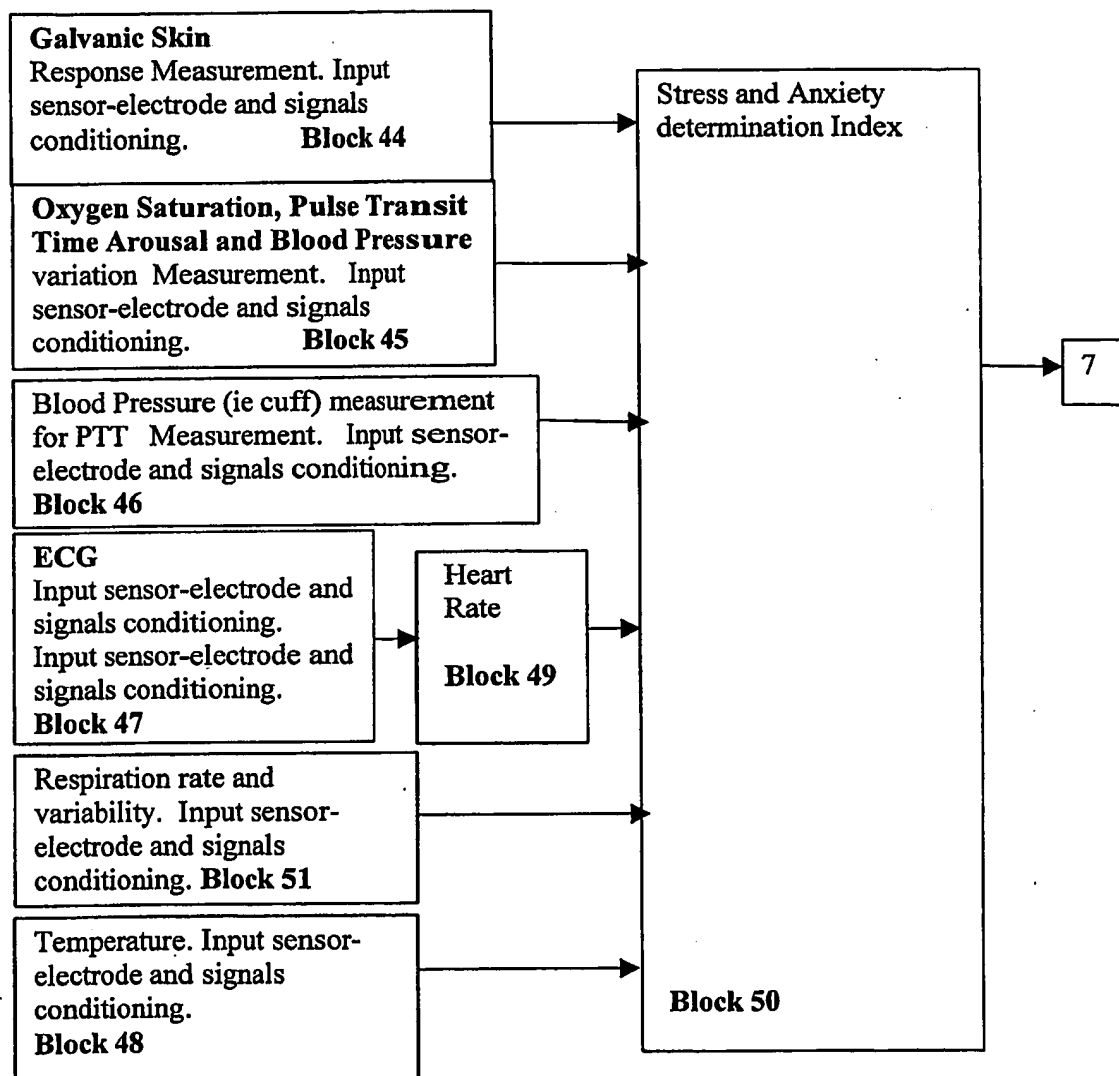 Galvanic Skin
Response Measurement. Input
sensor-electrode and signals
conditioning. Block 44
Oxygen Saturation, Pulse Transit
Time Arousal and Blood Pressure
variation Measurement. Input
sensor-electrode and signals
conditioning. Block 45
Blood Pressure (ie cuff) measurement
for PTT Measurement. Input sensor-
electrode and signals conditioning.
Block 46
ECG
Input sensor-electrode and
signals conditioning.
Input sensor-electrode and
signals conditioning.
Block 47
Heart
Rate
Block 49
Respiration rate and
variability. Input sensor-
electrode and signals
conditioning. Block 51
Temperature. Input sensor-
electrode and signals
conditioning.
Block 48
Stress and Anxiety
determination Index
Block 50
7